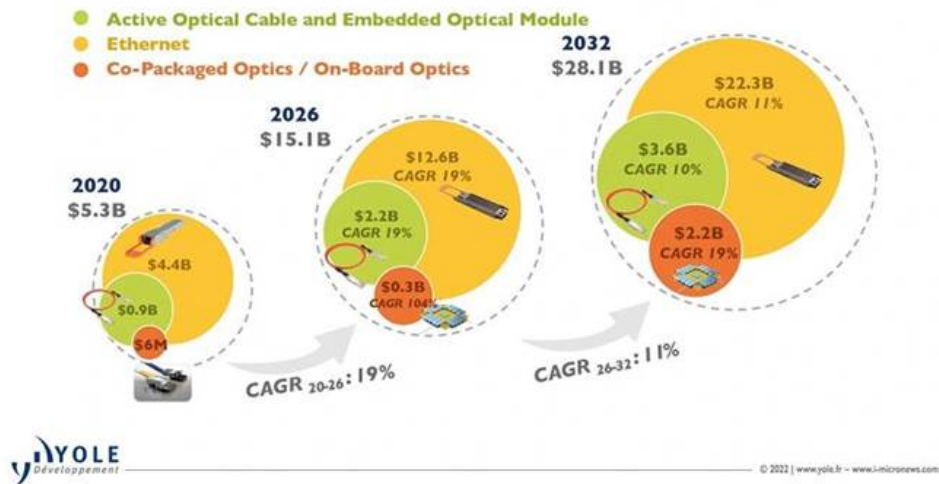 Active Optical Cable and Embedded Optical Module
Ethernet
Co-Packaged Optics / On-Board Optics
2020
$5.3B
$4.4B
$0.9B
$6M
CAGR 20-26: 19%
2026
$15.1B
$12.6B
CAGR 19%
$2.2B
CAGR 19%
$0.3B
CAGR 104%
CAGR 26-32: 11%
2032
$28.1B
$22.3B
CAGR 11%
$3.6B
CAGR 10%
$2.2B
CAGR 19%
YOLE
Développement
© 2022 | www.yole.fr – www.i-micronews.com